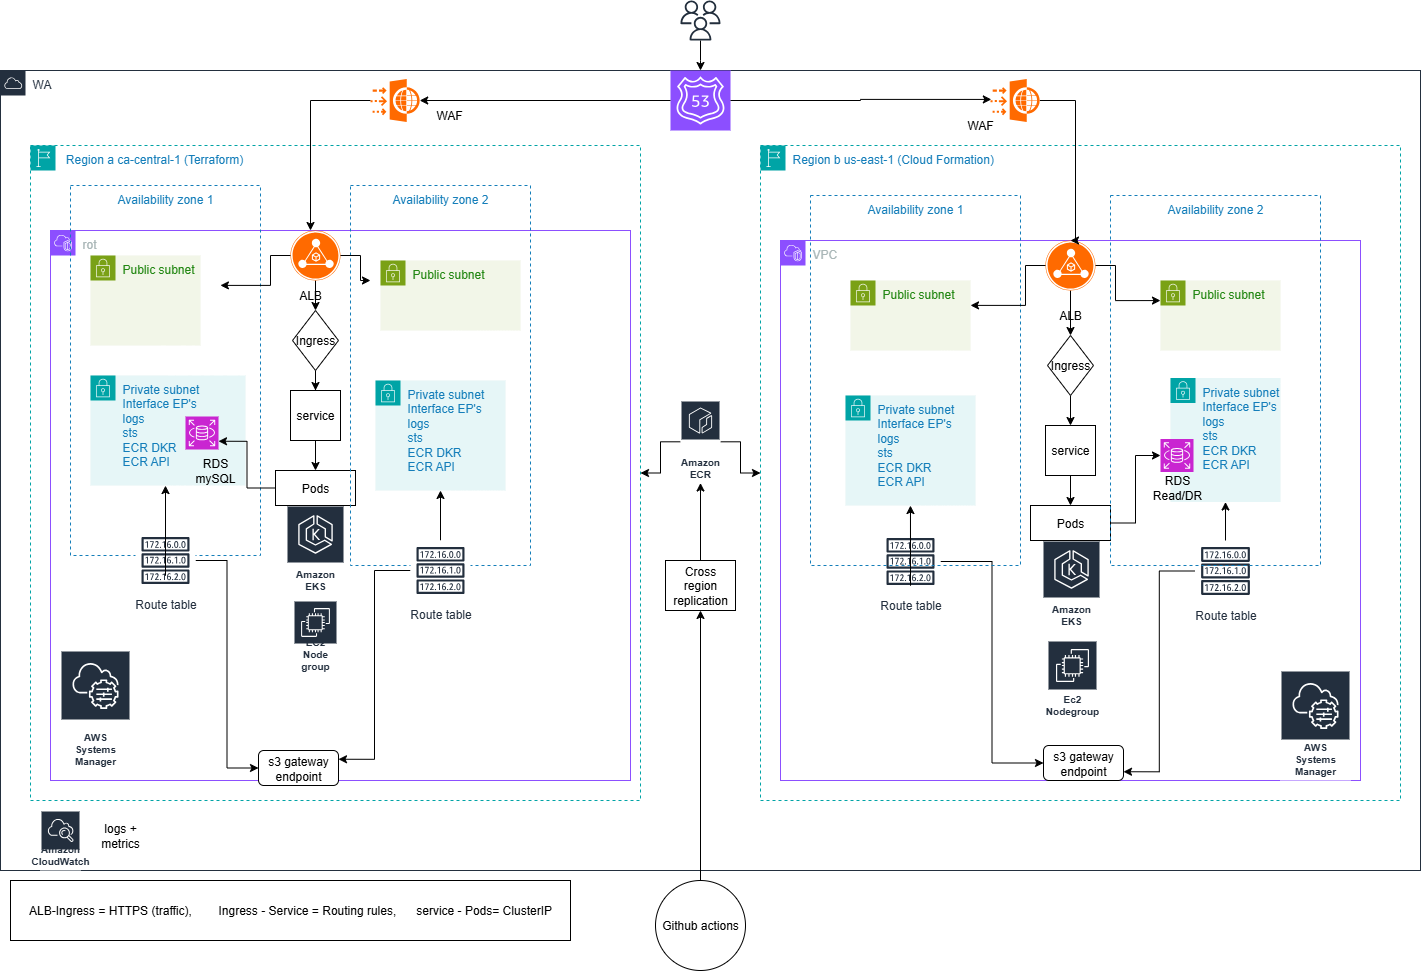 WA
53
WAF
WAF
Region a ca-central-1 (Terraform)
Availability zone 1
Availability zone 2
rot
Public subnet
Public subnet
ALB
Ingress
service
Pods
Private subnet
Interface EP's
logs
sts
ECR DKR
ECR API
RDS
mySQL
Private subnet
Interface EP's
logs
sts
ECR DKR
ECR API
172.16.0.0
172.16.1.0
172.16.2.0
Route table
172.16.0.0
172.16.1.0
172.16.2.0
Route table
K
Amazon
EKS
EC2
Node
group
AWS
Systems
Manager
s3 gateway
endpoint
Amazon
ECR
Cross
region
replication
Region b us-east-1 (Cloud Formation)
Availability zone 1
Availability zone 2
VPC
Public subnet
Public subnet
ALB
Ingress
service
Pods
Private subnet
Interface EP's
logs
sts
ECR DKR
ECR API
Private subnet
Interface EP's
logs
sts
ECR DKR
ECR API
RDS
Read/DR
172.16.0.0
172.16.1.0
172.16.2.0
Route table
172.16.0.0
172.16.1.0
172.16.2.0
Route table
K
Amazon
EKS
Ec2
Nodegroup
AWS
Systems
Manager
s3 gateway
endpoint
Amazon
CloudWatch
logs +
metrics
ALB-Ingress = HTTPS (traffic), Ingress - Service = Routing rules, service - Pods= ClusterIP
Github actions